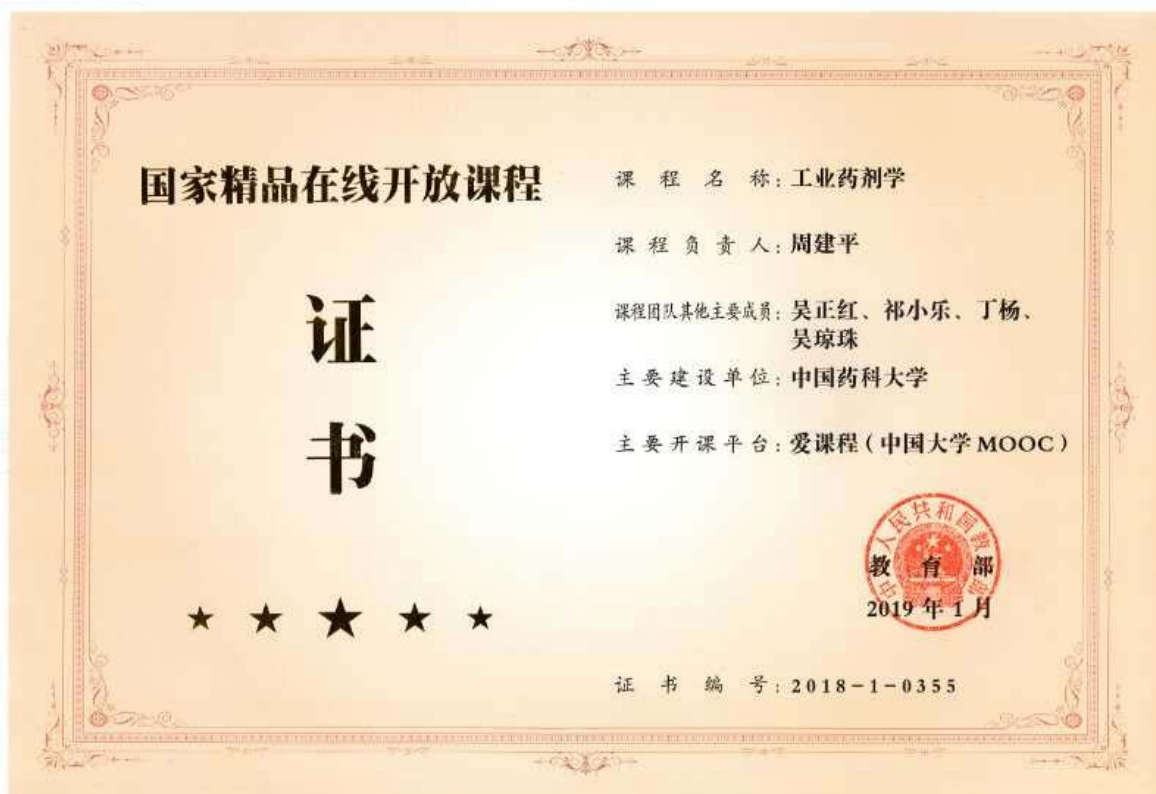 国家精品在线开放课程
证
书
课程名称：工业药剂学
课程负责人：周建平
课程团队其他主要成员：吴正红、祁小乐、丁杨、
吴琼珠
主要建设单位：中国药科大学
主要开课平台：爱课程（中国大学MOOC）
中华人民共和国教育部
教育部
2019年1月
证书编号：2018-1-0355